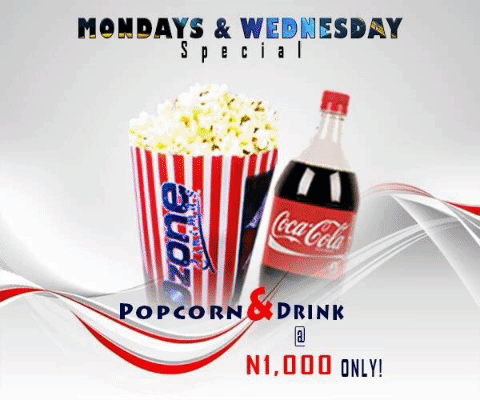 MONDAYS & WEDNESDAY
Special
Ozone
Coca-Cola
POPCORN & DRINK
@
N1,000 ONLY!